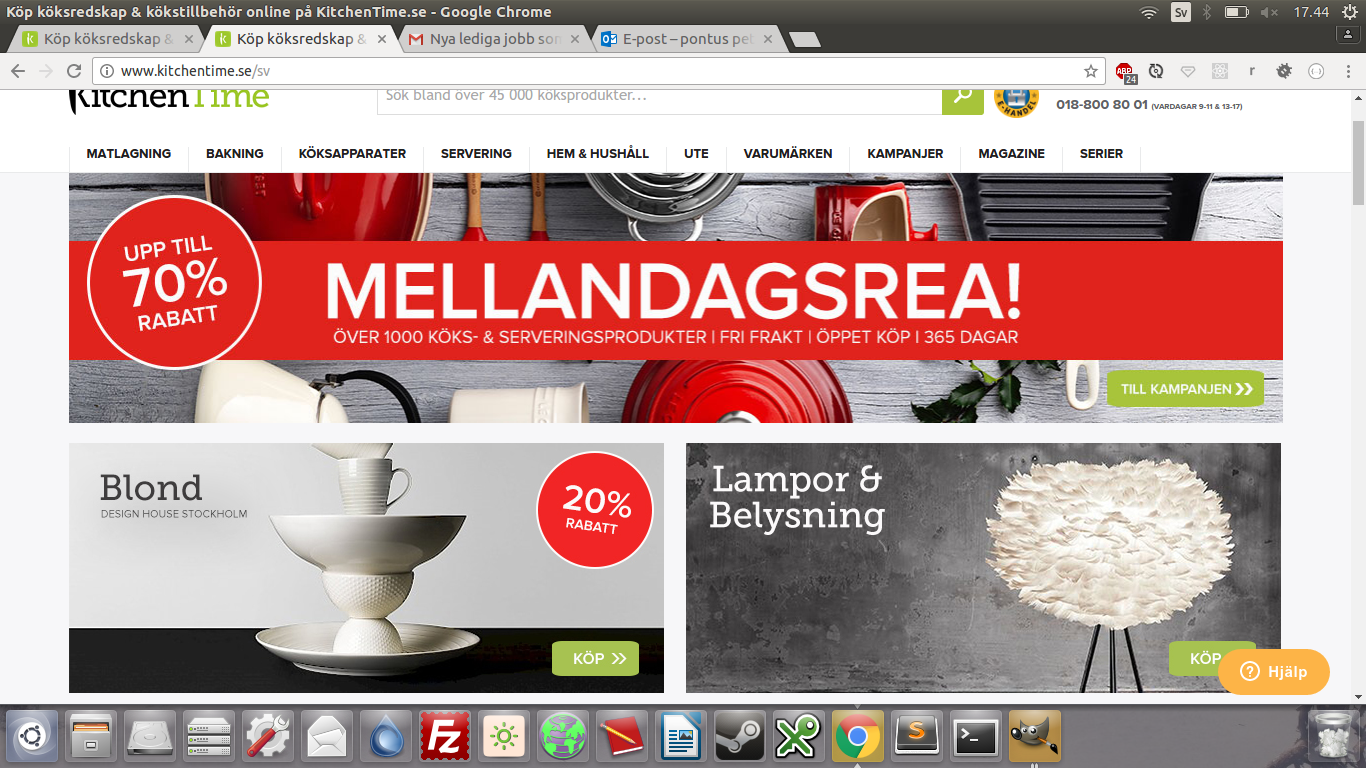 Köp köksredskap & kökstillbehör online på KitchenTime.se - Google Chrome
Sv
17.44
Köp köksredskap &
Köp köksredskap &
Nya lediga jobb som
E-post – pontus pet
www.kitchentime.se/sv
ABP
24
r
KitchenTime
Sök bland över 45 000 köksprodukter...
E-HANDEL
018-800 80 01 (VARDAGAR 9-11 & 13-17)
MATLAGNING
BAKNING
KÖKSAPPARATER
SERVERING
HEM & HUSHÅLL
UTE
VARUMÄRKEN
KAMPANJER
MAGAZINE
SERIER
UPP TILL
70%
RABATT
MELLANDAGSREA!
ÖVER 1000 KÖKS- & SERVERINGSPRODUKTER | FRI FRAKT | ÖPPET KÖP I 365 DAGAR
TILL KAMPANJEN
Blond
DESIGN HOUSE STOCKHOLM
20%
RABATT
KÖP
Lampor &
Belysning
KÖP
Hjälp
Fz
S
>_